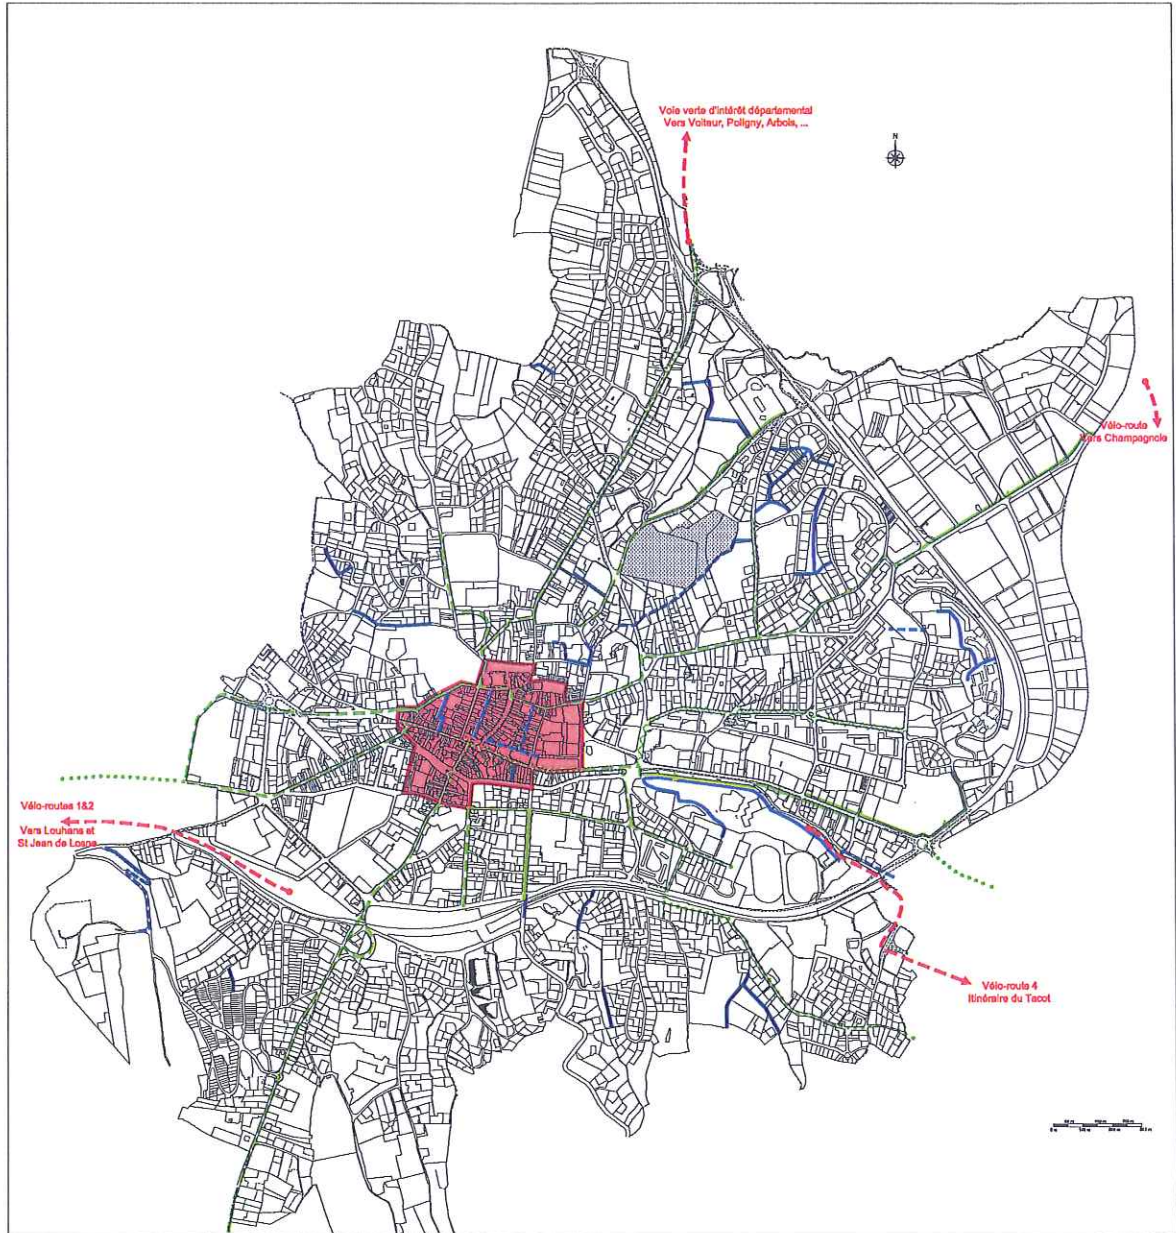 Voie verte d'intérêt départemental
Vers Voiteur, Poligny, Arbois, ...
N
Vélo-route
Vers Champagnole
Vélo-routes 1&2
Vers Louhans et
St Jean de Losne
Vélo-route 4
Itinéraire du Tacot